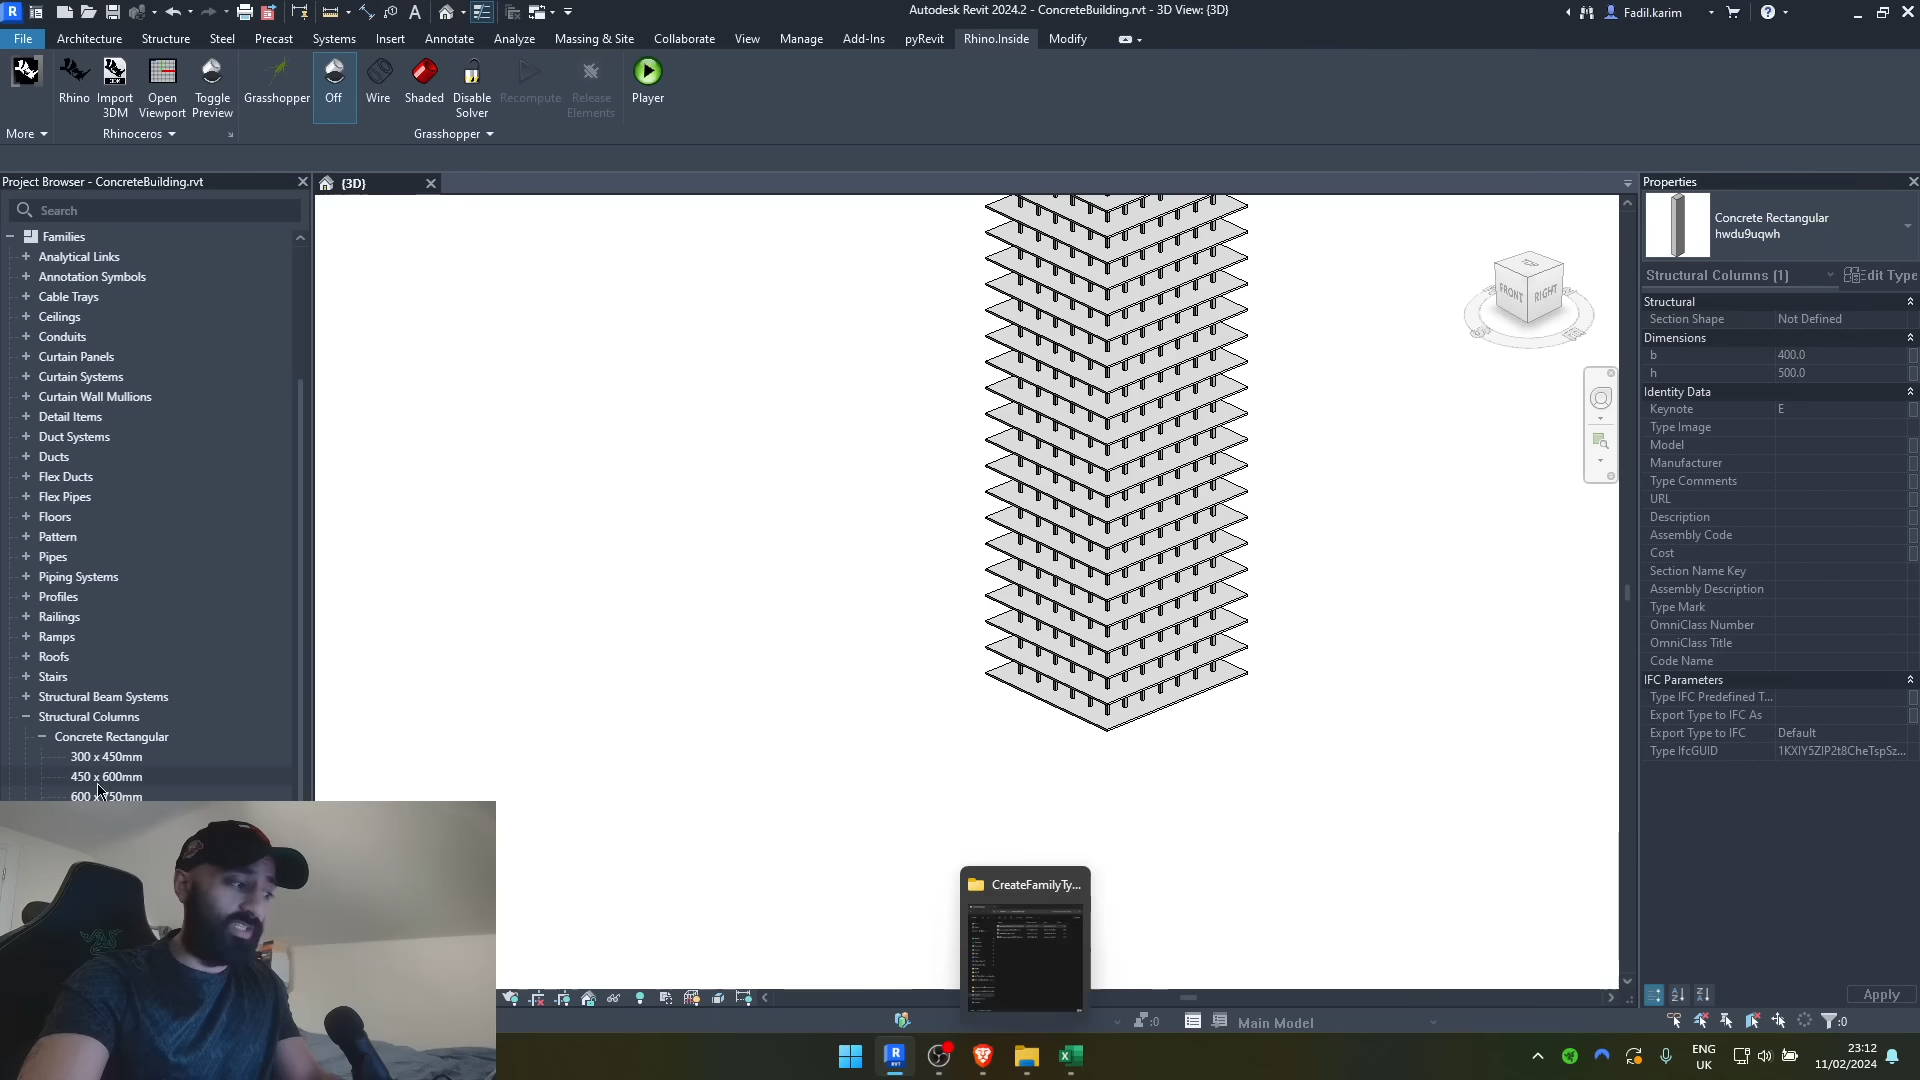 Autodesk Revit 2024.2 - ConcreteBuilding.rvt - 3D View: {3D}
Fadil.karim
File Architecture Structure Steel Precast Systems Insert Annotate Analyze Massing & Site Collaborate View Manage Add-Ins pyRevit Rhino.Inside Modify
Rhino Import 3DM Open Viewport Toggle Preview Grasshopper Off Wire Shaded Disable Solver Recompute Release Elements Player
More Rhinoceros Grasshopper
Project Browser - ConcreteBuilding.rvt
{3D}
Properties
Search
Families
Analytical Links
Annotation Symbols
Cable Trays
Ceilings
Conduits
Curtain Panels
Curtain Systems
Curtain Wall Mullions
Detail Items
Duct Systems
Ducts
Flex Ducts
Flex Pipes
Floors
Pattern
Pipes
Piping Systems
Profiles
Railings
Ramps
Roofs
Stairs
Structural Beam Systems
Structural Columns
Concrete Rectangular
300 x 450mm
450 x 600mm
600 x 750mm
TOP
FRONT
RIGHT
Concrete Rectangular
hwdu9uqwh
Structural Columns (1)
Edit Type
Structural
Section Shape Not Defined
Dimensions
b 400.0
h 500.0
Identity Data
Keynote E
Type Image
Model
Manufacturer
Type Comments
URL
Description
Assembly Code
Cost
Section Name Key
Assembly Description
Type Mark
OmniClass Number
OmniClass Title
Code Name
IFC Parameters
Type IFC Predefined T...
Export Type to IFC As
Export Type to IFC Default
Type IfcGUID 1KXIY5ZIP2t8CheTspSz...
Apply
CreateFamilyTy...
:0
Main Model
:0
ENG
UK
23:12
11/02/2024